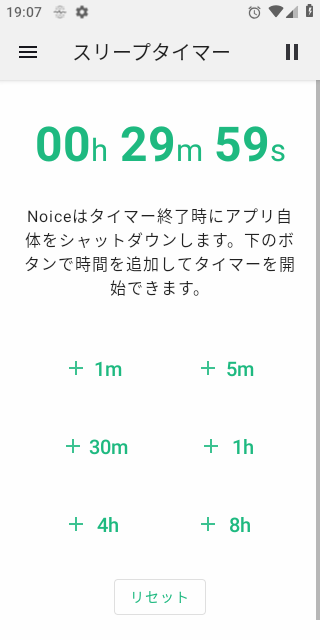 19:07
スリープタイマー
00h 29m 59s
Noiceはタイマー終了時にアプリ自
体をシャットダウンします。下のボ
タンで時間を追加してタイマーを開
始できます。
+ 1m + 5m
+ 30m + 1h
+ 4h + 8h
リセット